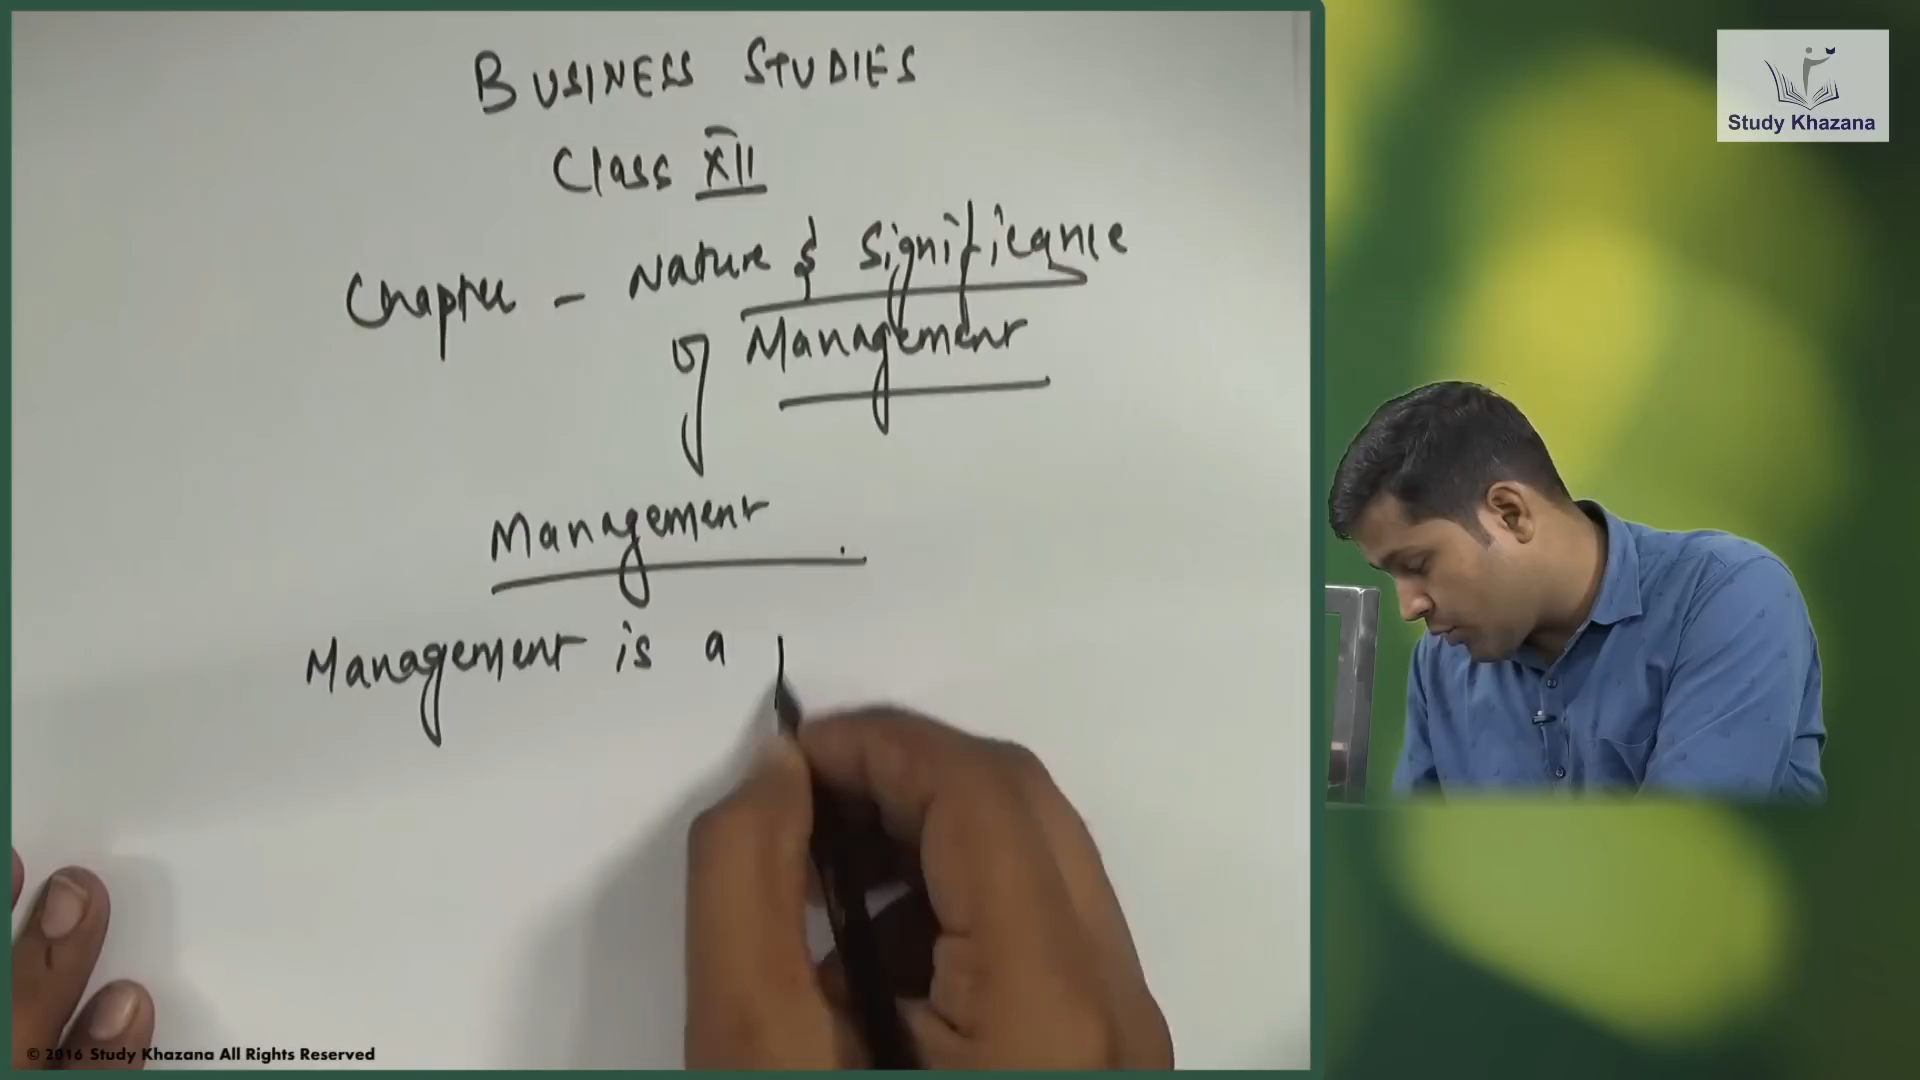 BUSINESS STUDIES
Class XII
Chapter - Nature & Significance
of Management
Management
Management is a
Study Khazana
© 2016 Study Khazana All Rights Reserved